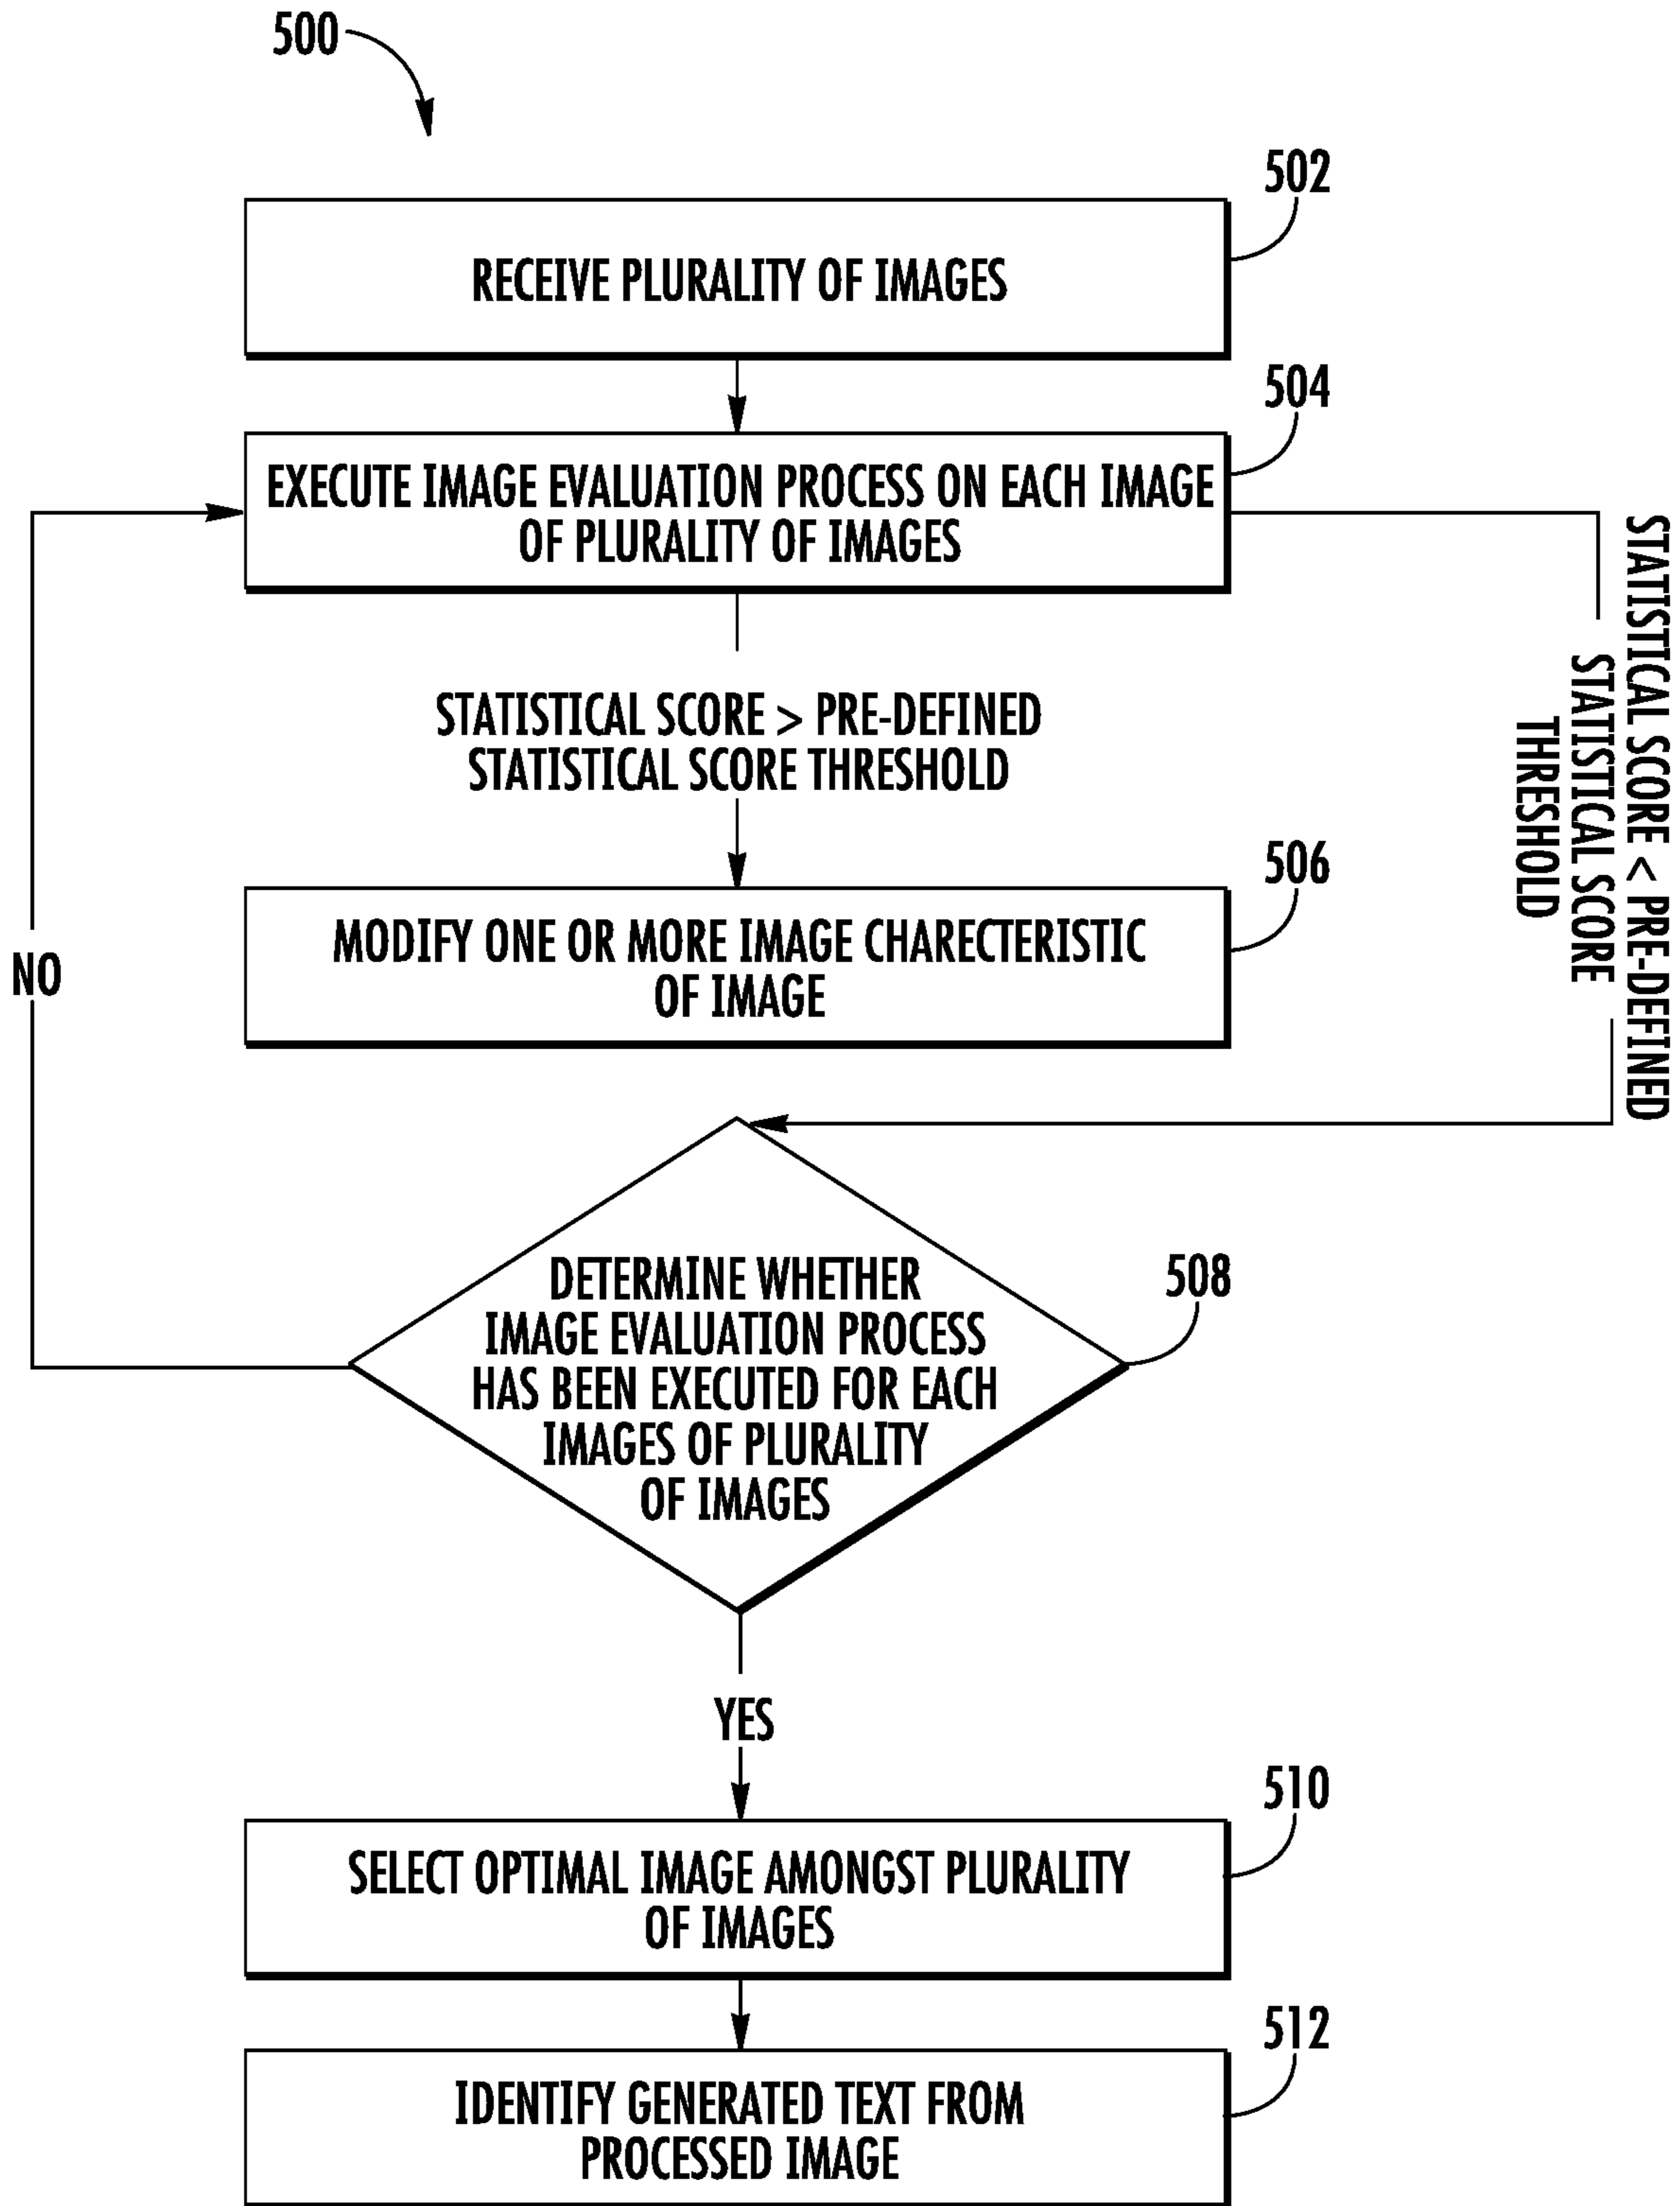 500
502
RECEIVE PLURALITY OF IMAGES
504
EXECUTE IMAGE EVALUATION PROCESS ON EACH IMAGE
OF PLURALITY OF IMAGES
STATISTICAL SCORE < PRE-DEFINED
STATISTICAL SCORE
THRESHOLD
STATISTICAL SCORE > PRE-DEFINED
STATISTICAL SCORE THRESHOLD
506
MODIFY ONE OR MORE IMAGE CHARECTERISTIC
OF IMAGE
NO
508
DETERMINE WHETHER
IMAGE EVALUATION PROCESS
HAS BEEN EXECUTED FOR EACH
IMAGES OF PLURALITY
OF IMAGES
YES
510
SELECT OPTIMAL IMAGE AMONGST PLURALITY
OF IMAGES
512
IDENTIFY GENERATED TEXT FROM
PROCESSED IMAGE